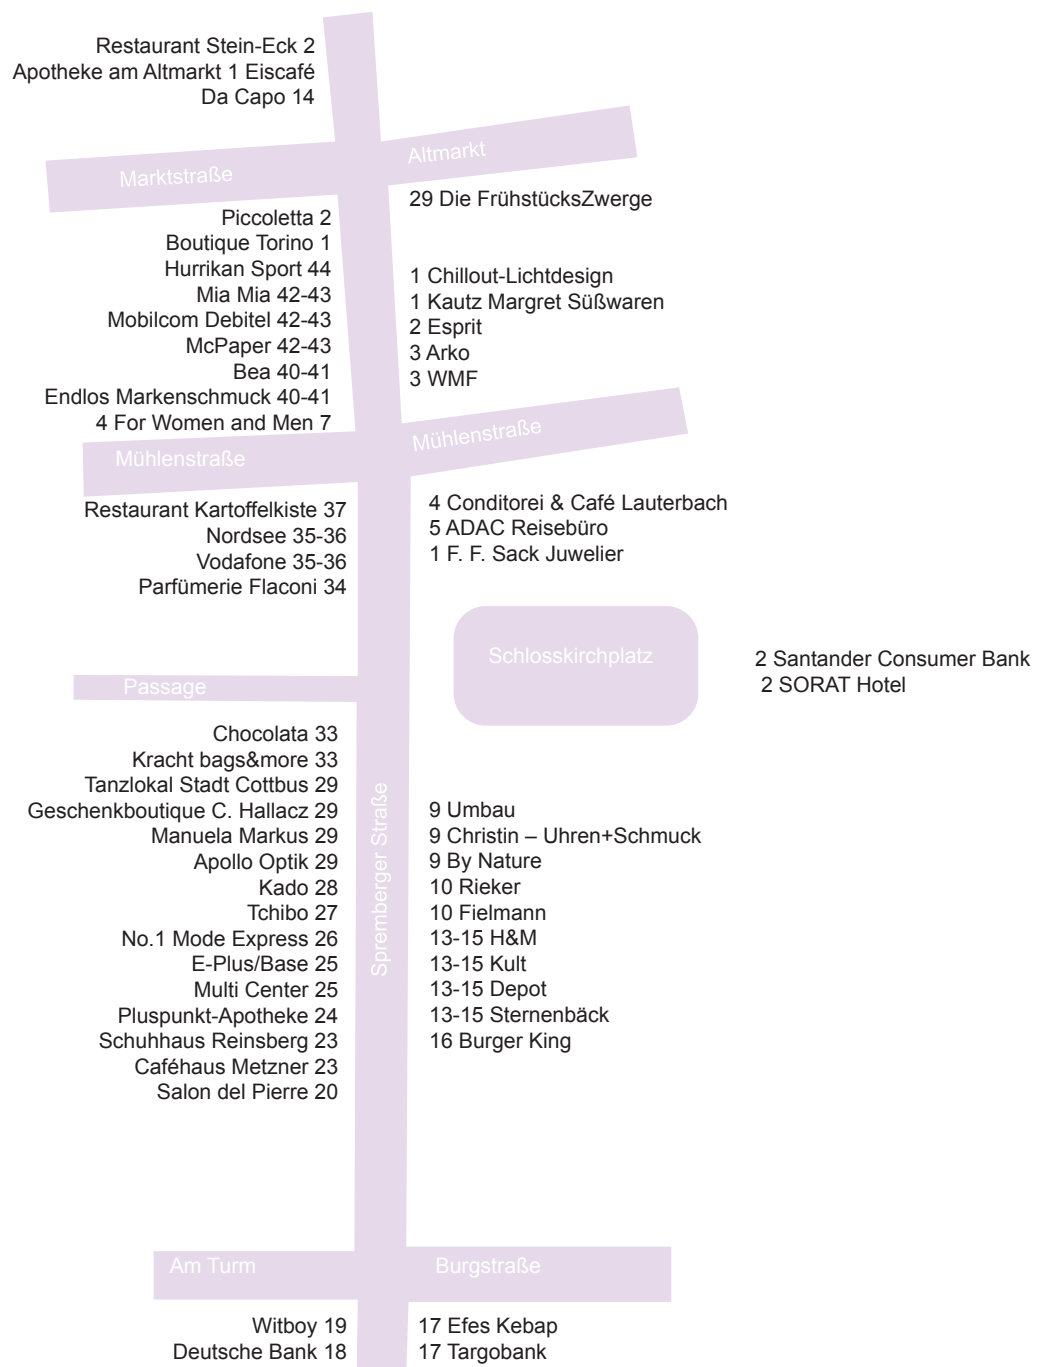 Restaurant Stein-Eck 2
Apotheke am Altmarkt 1 Eiscafé
Da Capo 14
Marktstraße
Altmarkt
29 Die FrühstücksZwerge
Piccoletta 2
Boutique Torino 1
Hurrikan Sport 44
Mia Mia 42-43
Mobilcom Debitel 42-43
McPaper 42-43
Bea 40-41
Endlos Markenschmuck 40-41
4 For Women and Men 7
1 Chillout-Lichtdesign
1 Kautz Margret Süßwaren
2 Esprit
3 Arko
3 WMF
Mühlenstraße
Mühlenstraße
Restaurant Kartoffelkiste 37
Nordsee 35-36
Vodafone 35-36
Parfümerie Flaconi 34
4 Conditorei & Café Lauterbach
5 ADAC Reisebüro
1 F. F. Sack Juwelier
Schlosskirchplatz
2 Santander Consumer Bank
2 SORAT Hotel
Passage
Chocolata 33
Kracht bags&more 33
Tanzlokal Stadt Cottbus 29
Geschenkboutique C. Hallacz 29
Manuela Markus 29
Apollo Optik 29
Kado 28
Tchibo 27
No.1 Mode Express 26
E-Plus/Base 25
Multi Center 25
Pluspunkt-Apotheke 24
Schuhhaus Reinsberg 23
Caféhaus Metzner 23
Salon del Pierre 20
Spremberger Straße
9 Umbau
9 Christin – Uhren+Schmuck
9 By Nature
10 Rieker
10 Fielmann
13-15 H&M
13-15 Kult
13-15 Depot
13-15 Sternenbäck
16 Burger King
Am Turm
Burgstraße
Witboy 19
Deutsche Bank 18
17 Efes Kebap
17 Targobank